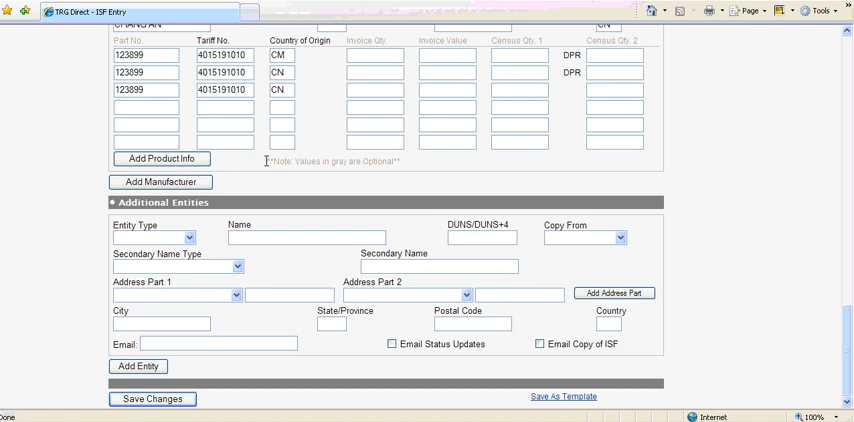 TRG Direct - ISF Entry
Page Tools
CHANG AN CN
Part No. Tariff No. Country of Origin Invoice Qty. Invoice Value Census Qty. 1 Census Qty. 2
123899 4015191010 CM DPR
123899 4015191010 CN DPR
123899 4015191010 CN
Add Product Info **Note: Values in gray are Optional**
Add Manufacturer
Additional Entities
Entity Type Name DUNS/DUNS+4 Copy From
Secondary Name Type Secondary Name
Address Part 1 Address Part 2 Add Address Part
City State/Province Postal Code Country
Email: Email Status Updates Email Copy of ISF
Add Entity
Save Changes Save As Template
Done Internet 100%